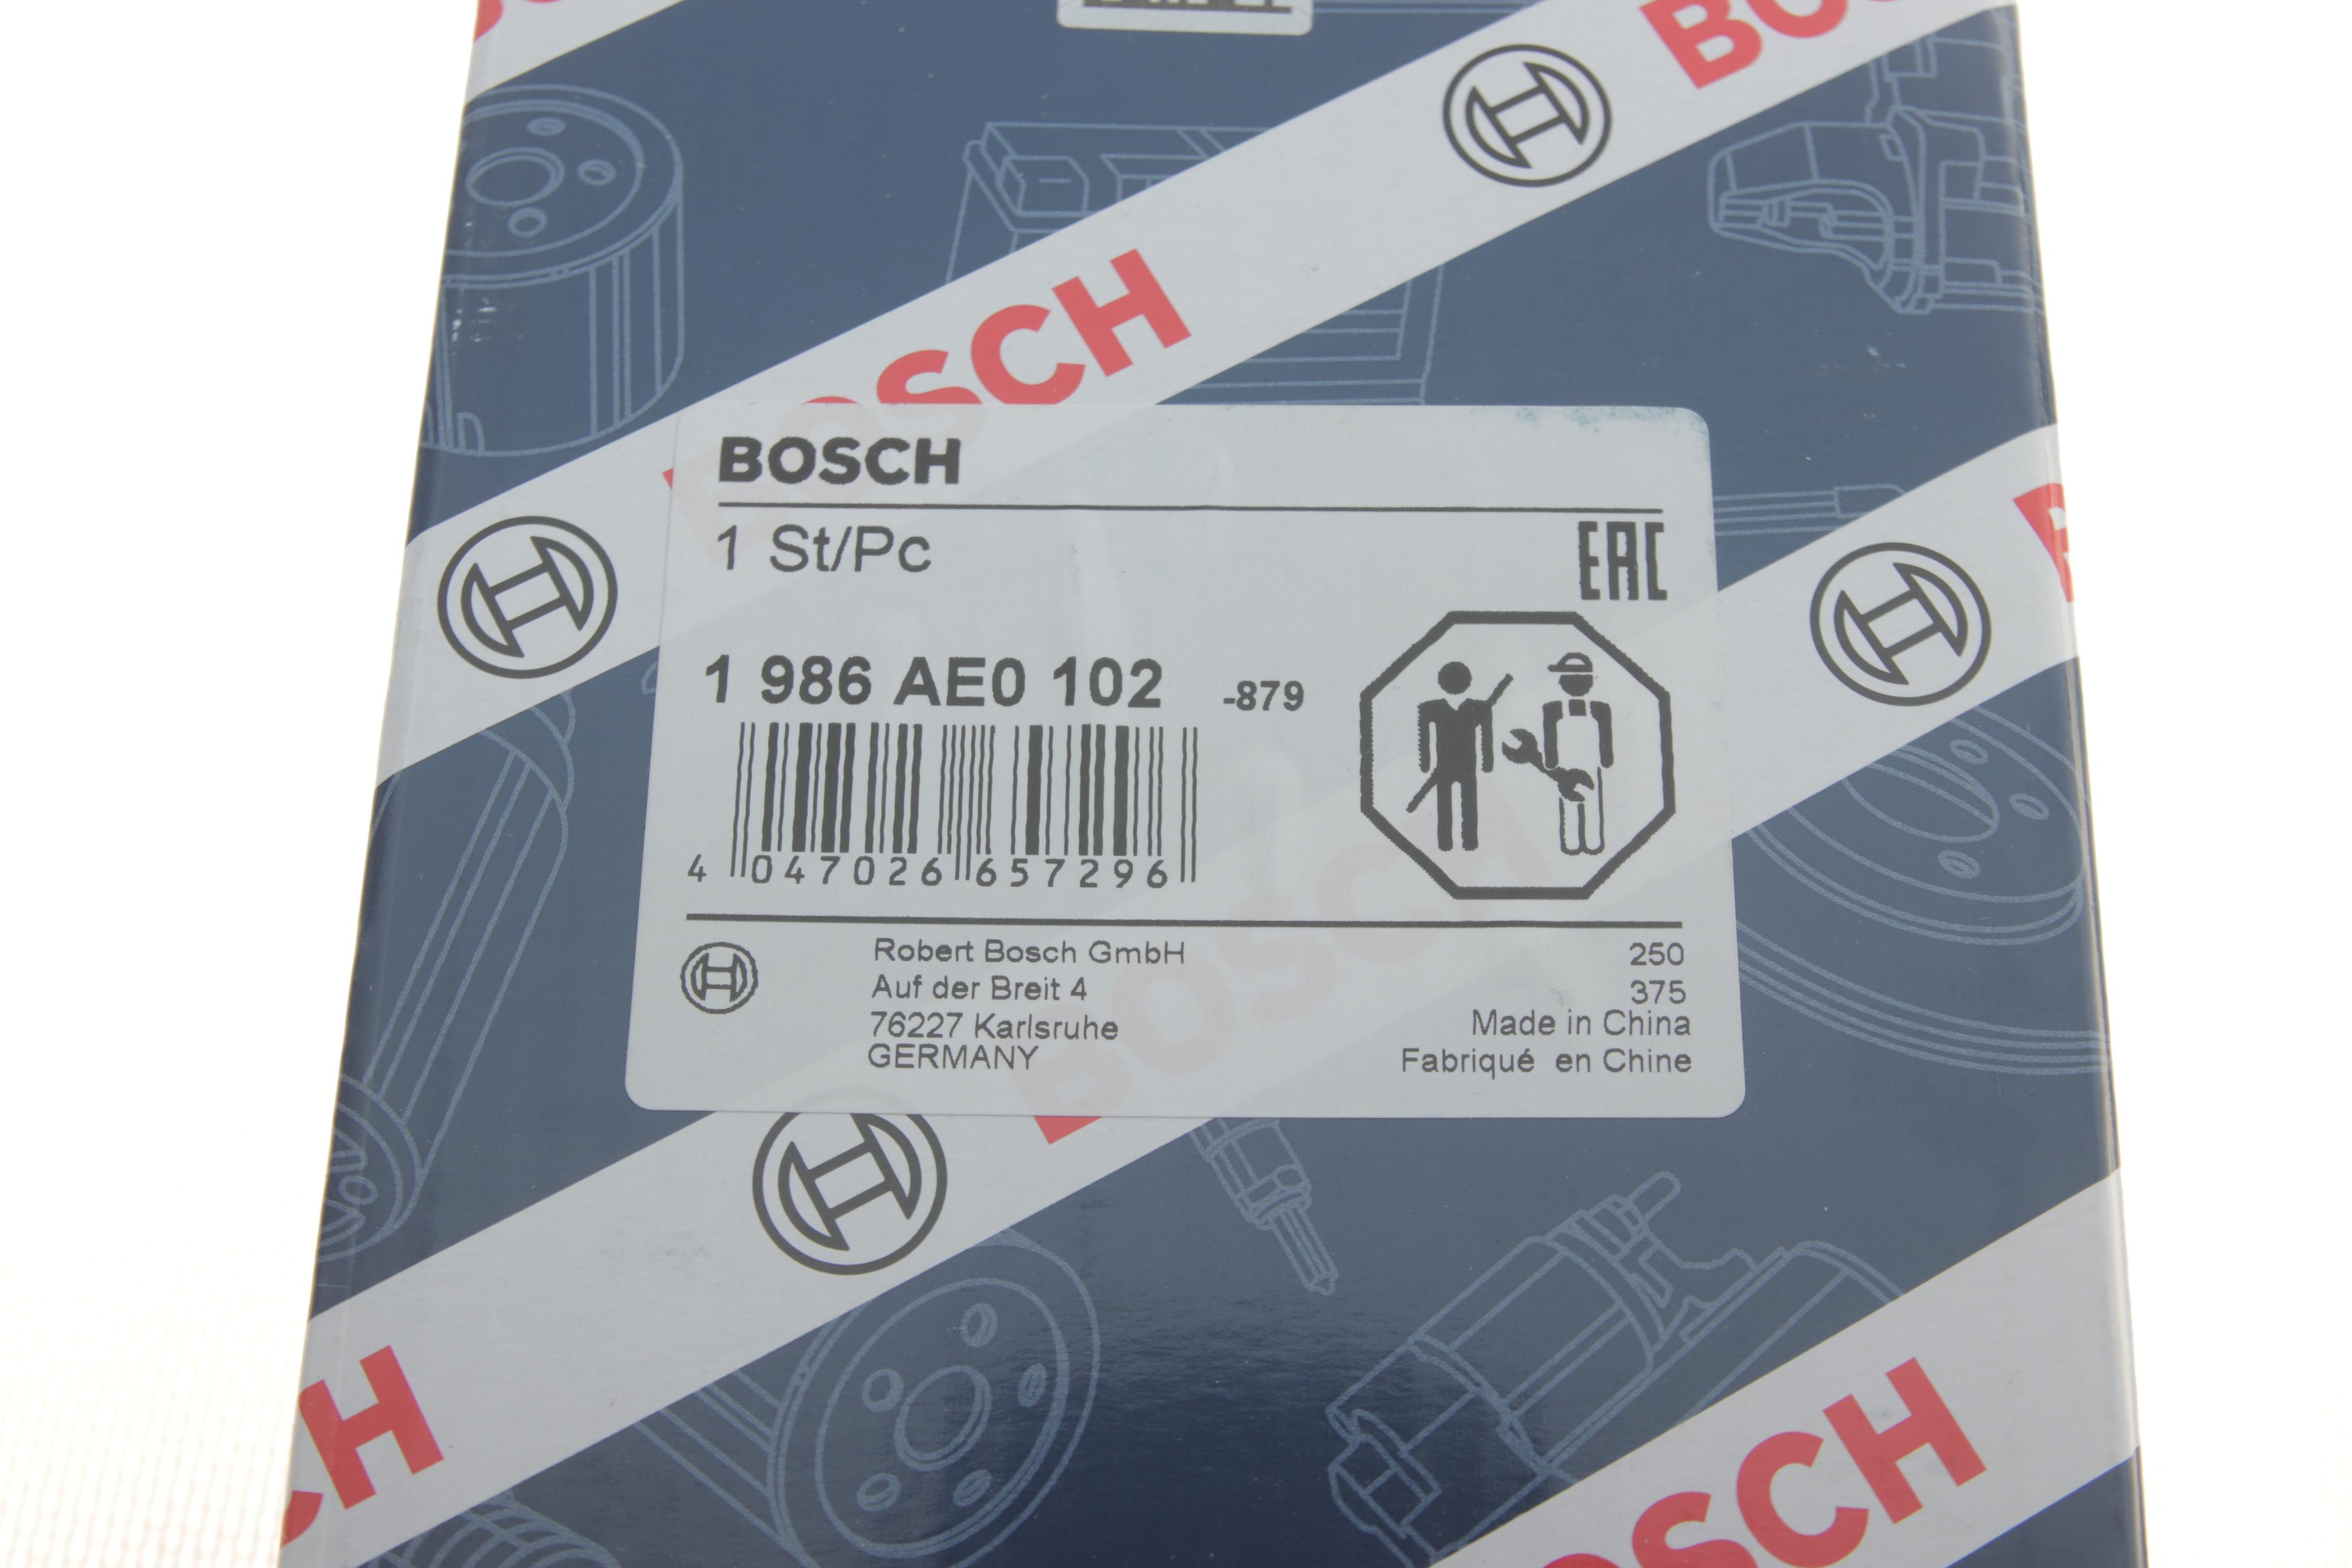 BOSCH
BOSCH
1 St/Pc
EAC
1 986 AE0 102 -879
4 047026 657296
Robert Bosch GmbH
Auf der Breit 4
76227 Karlsruhe
GERMANY
250
375
Made in China
Fabriqué en Chine
BOSCH